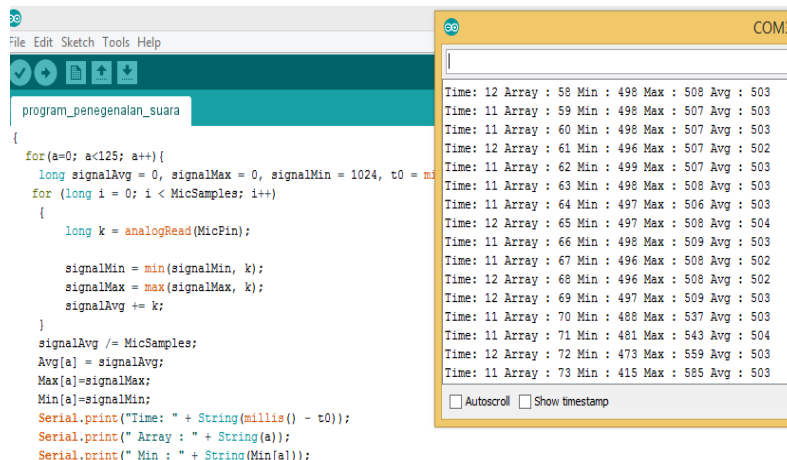 File Edit Sketch Tools Help
program_penegenalan_suara
{
for(a=0; a<125; a++){
long signalAvg = 0, signalMax = 0, signalMin = 1024, t0 =
for (long i = 0; i < MicSamples; i++)
{
long k = analogRead(MicPin);
signalMin = min(signalMin, k);
signalMax = max(signalMax, k);
signalAvg += k;
}
signalAvg /= MicSamples;
Avg[a] = signalAvg;
Max[a]=signalMax;
Min[a]=signalMin;
Serial.print("Time: " + String(millis() - t0));
Serial.print(" Array : " + String(a));
Serial.print(" Min : " + String(Min[a]));
Time: 12 Array : 58 Min : 498 Max : 508 Avg : 503
Time: 11 Array : 59 Min : 498 Max : 507 Avg : 503
Time: 11 Array : 60 Min : 498 Max : 507 Avg : 503
Time: 12 Array : 61 Min : 496 Max : 507 Avg : 502
Time: 11 Array : 62 Min : 499 Max : 507 Avg : 503
Time: 11 Array : 63 Min : 498 Max : 508 Avg : 503
Time: 11 Array : 64 Min : 497 Max : 506 Avg : 503
Time: 12 Array : 65 Min : 497 Max : 508 Avg : 504
Time: 11 Array : 66 Min : 498 Max : 509 Avg : 503
Time: 11 Array : 67 Min : 496 Max : 508 Avg : 502
Time: 12 Array : 68 Min : 496 Max : 508 Avg : 502
Time: 12 Array : 69 Min : 497 Max : 509 Avg : 503
Time: 11 Array : 70 Min : 488 Max : 537 Avg : 503
Time: 11 Array : 71 Min : 481 Max : 543 Avg : 504
Time: 12 Array : 72 Min : 473 Max : 559 Avg : 503
Time: 11 Array : 73 Min : 415 Max : 585 Avg : 503
Autoscroll Show timestamp